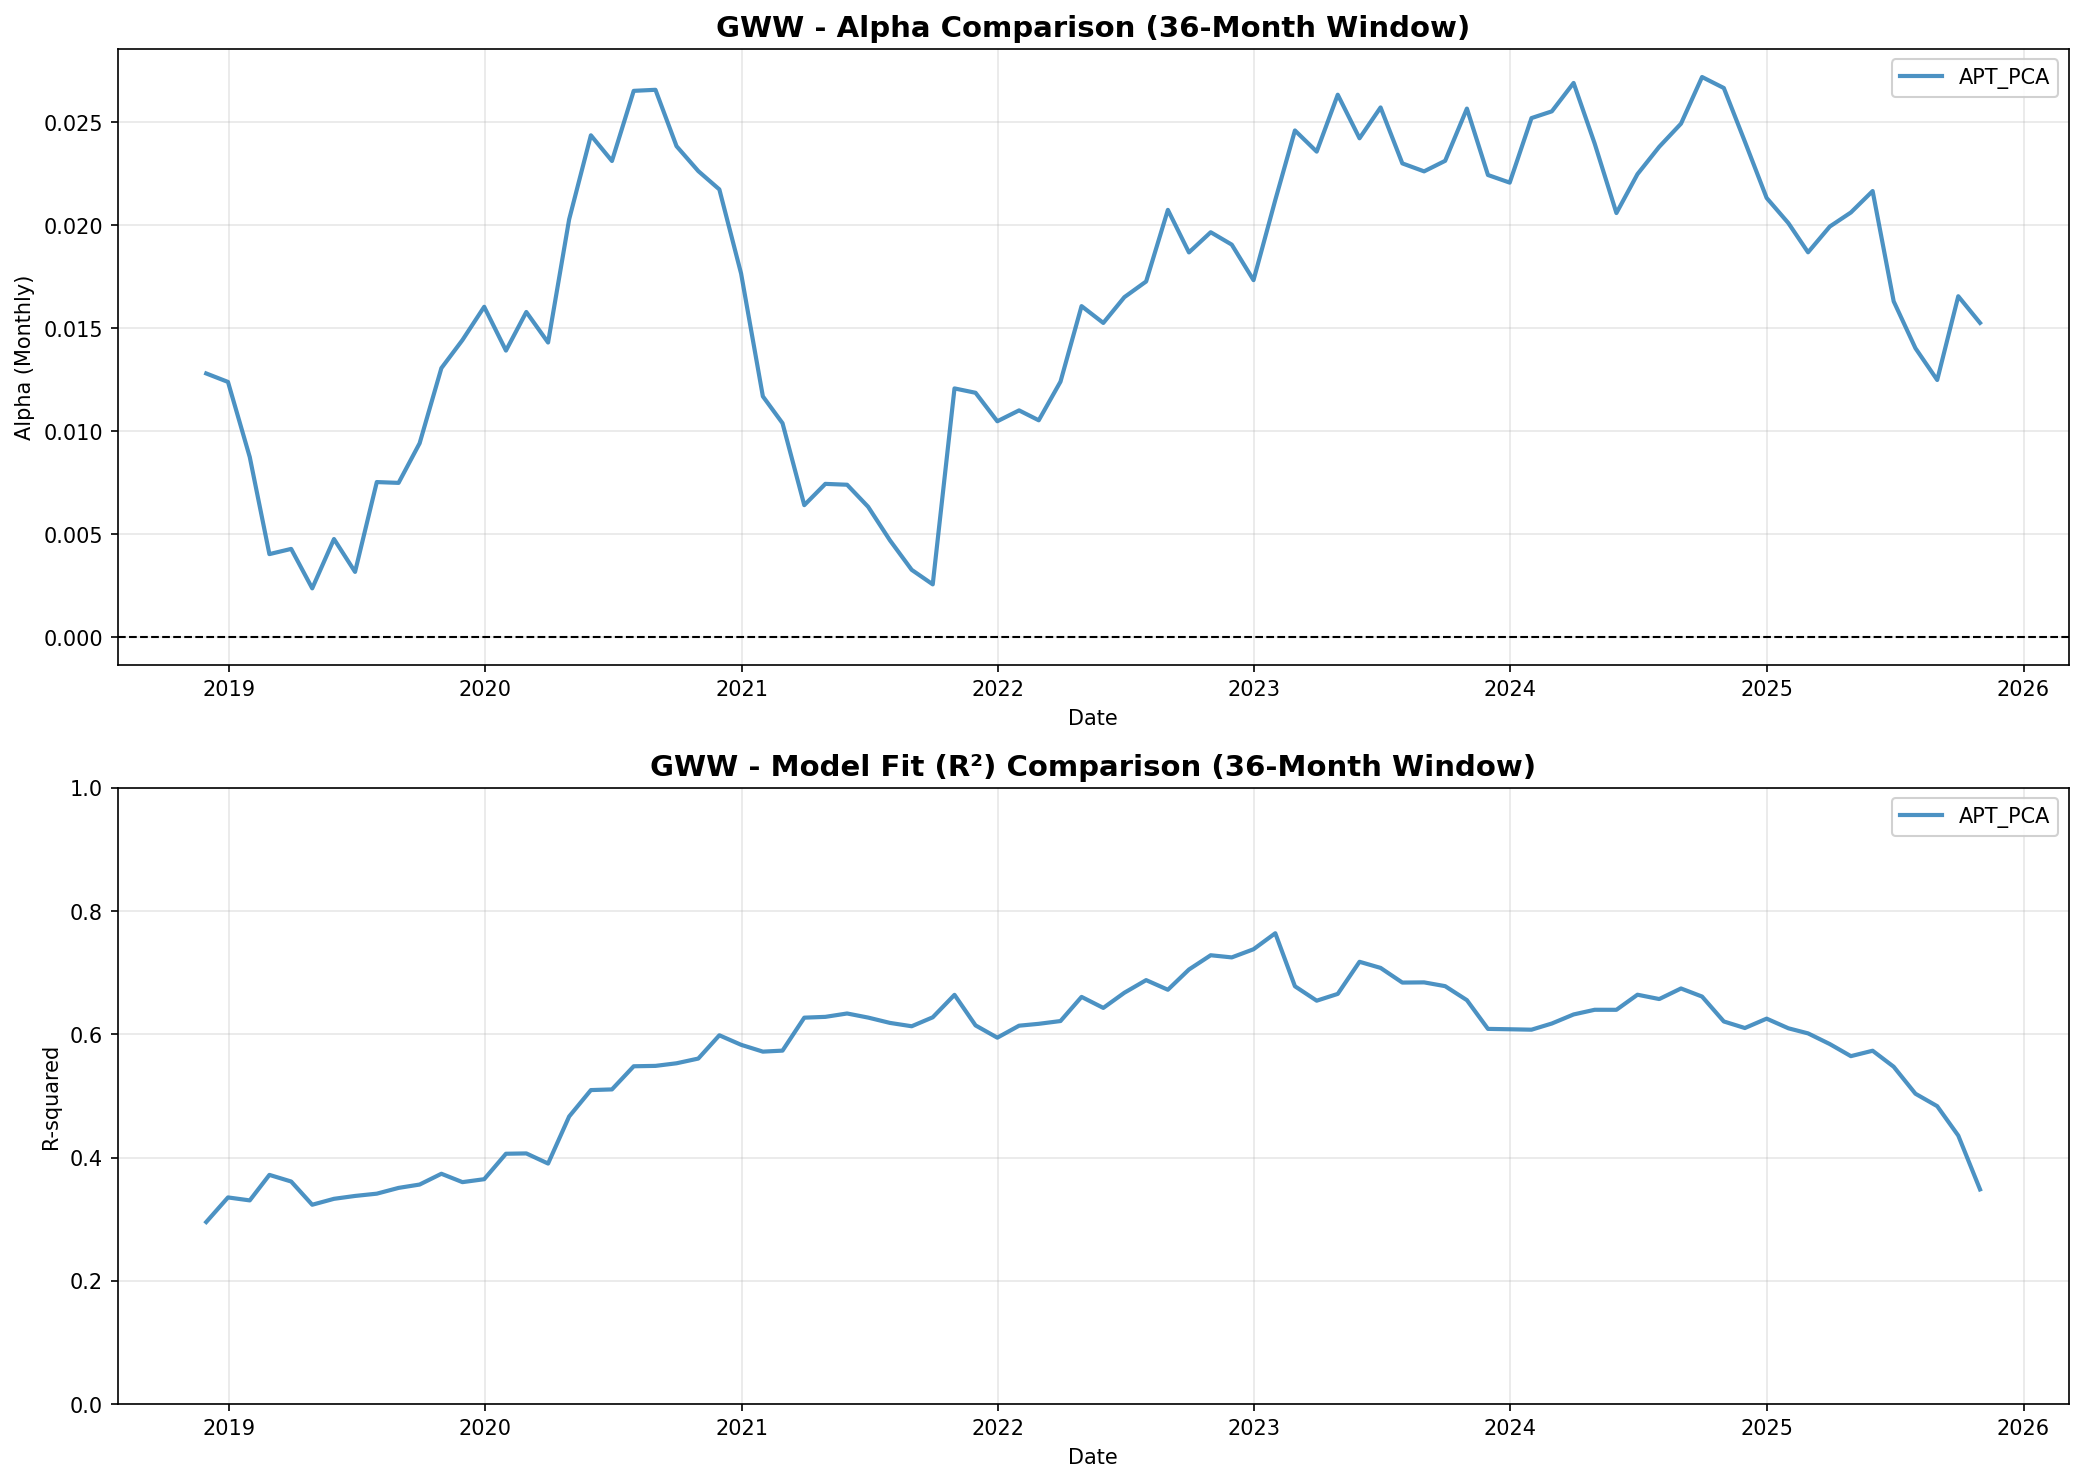 GWW - Alpha Comparison (36-Month Window)
APT_PCA
Alpha (Monthly)
0.025
0.020
0.015
0.010
0.005
0.000
2019 2020 2021 2022 2023 2024 2025 2026
Date
GWW - Model Fit (R²) Comparison (36-Month Window)
APT_PCA
R-squared
1.0
0.8
0.6
0.4
0.2
0.0
2019 2020 2021 2022 2023 2024 2025 2026
Date